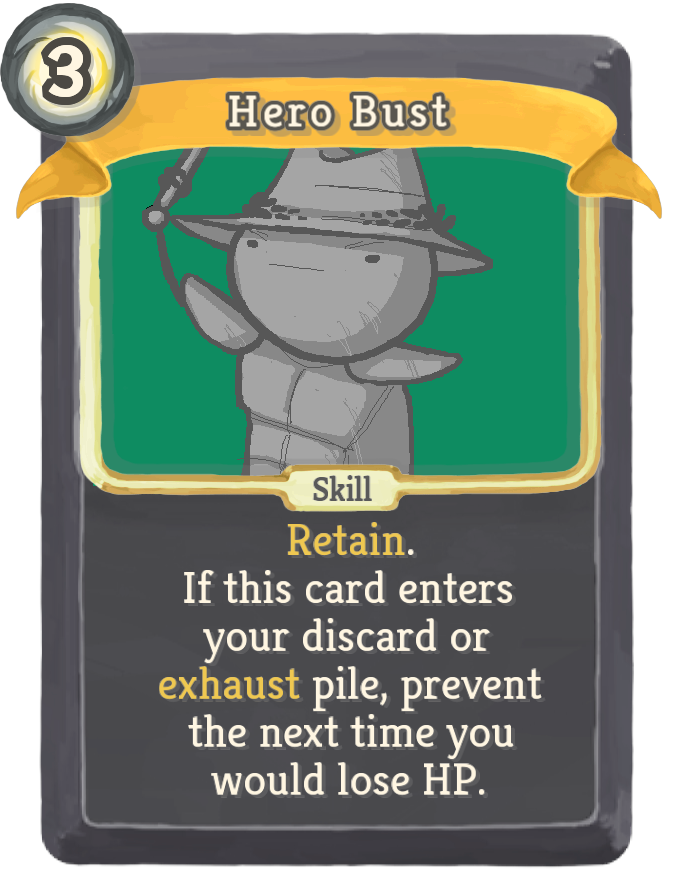 3
Hero Bust
Skill
Retain.
If this card enters
your discard or
exhaust pile, prevent
the next time you
would lose HP.